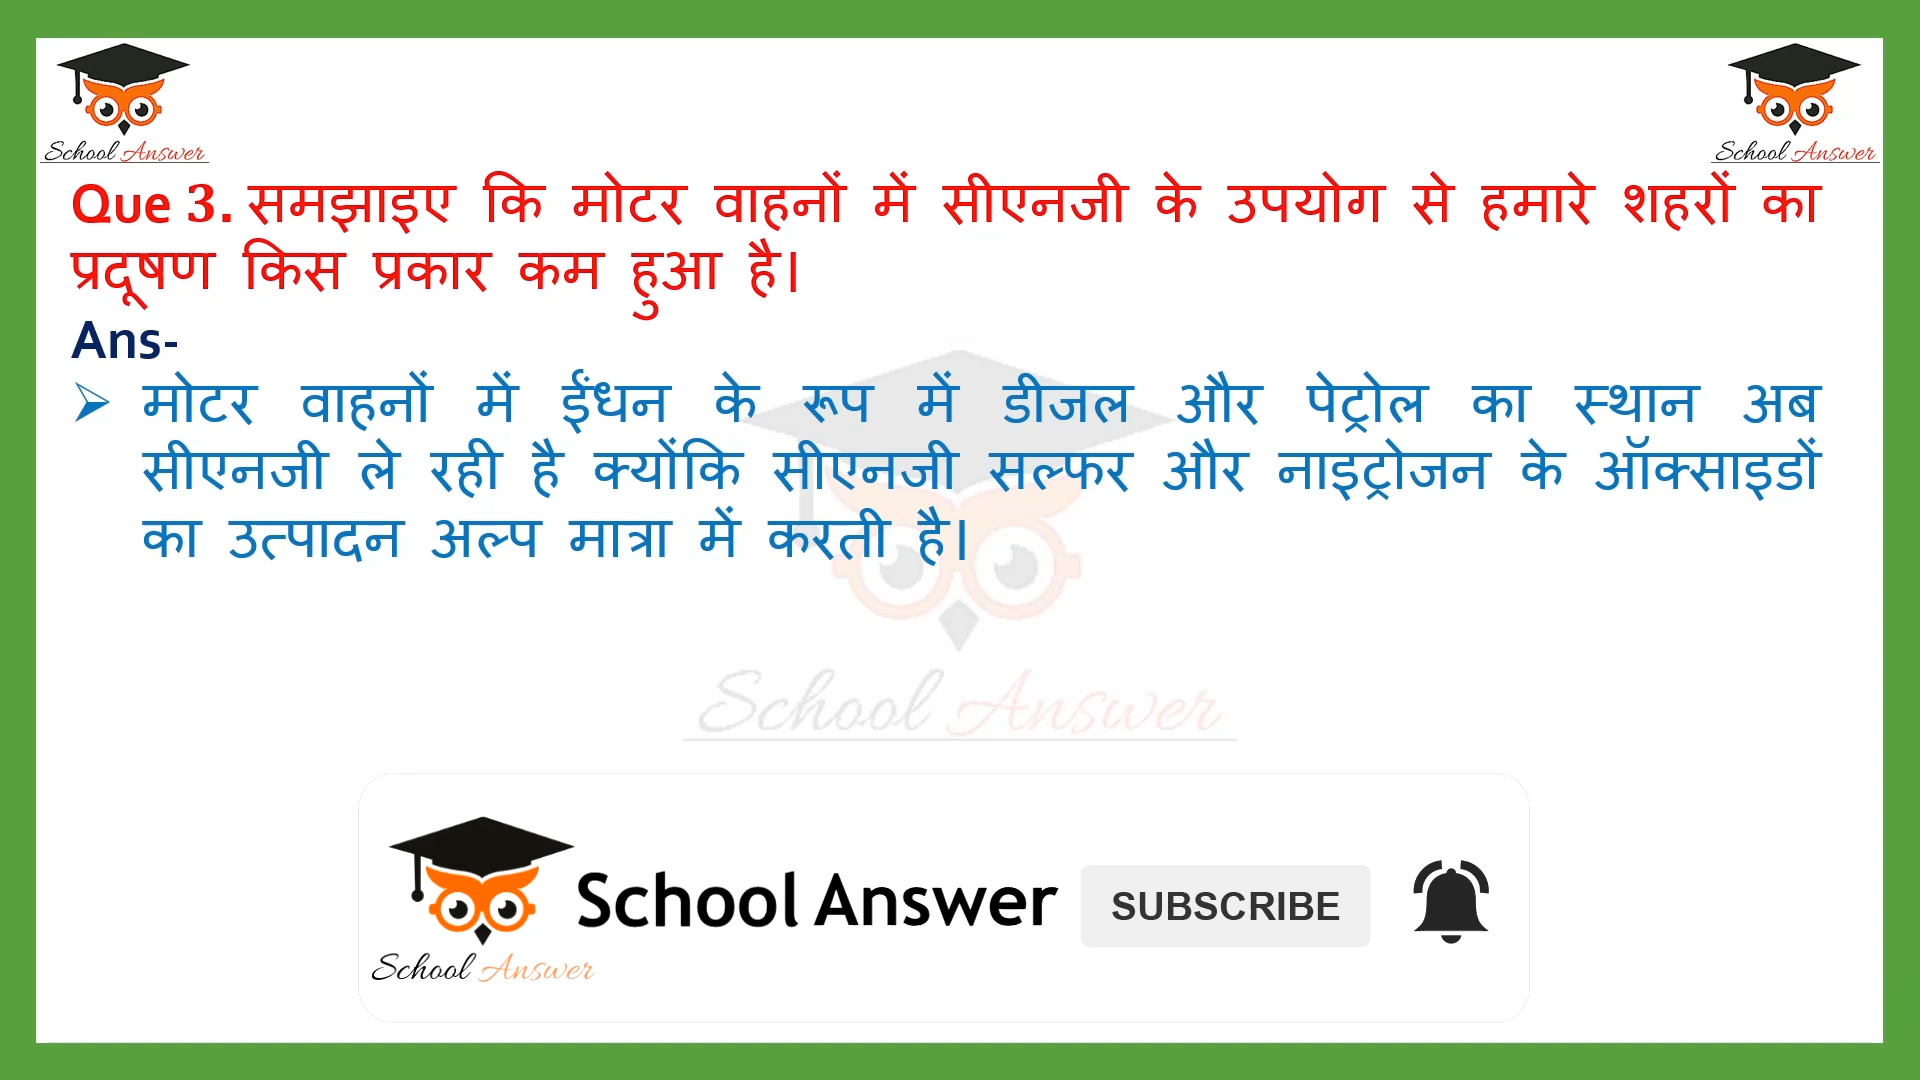 School Answer
School Answer
Que 3. समझाइए कि मोटर वाहनों में सीएनजी के उपयोग से हमारे शहरों का
प्रदूषण किस प्रकार कम हुआ है।
Ans-
➢ मोटर वाहनों में ईंधन के रूप में डीजल और पेट्रोल का स्थान अब
सीएनजी ले रही है क्योंकि सीएनजी सल्फर और नाइट्रोजन के ऑक्साइडों
का उत्पादन अल्प मात्रा में करती है।
School Answer
School Answer
SUBSCRIBE
School Answer